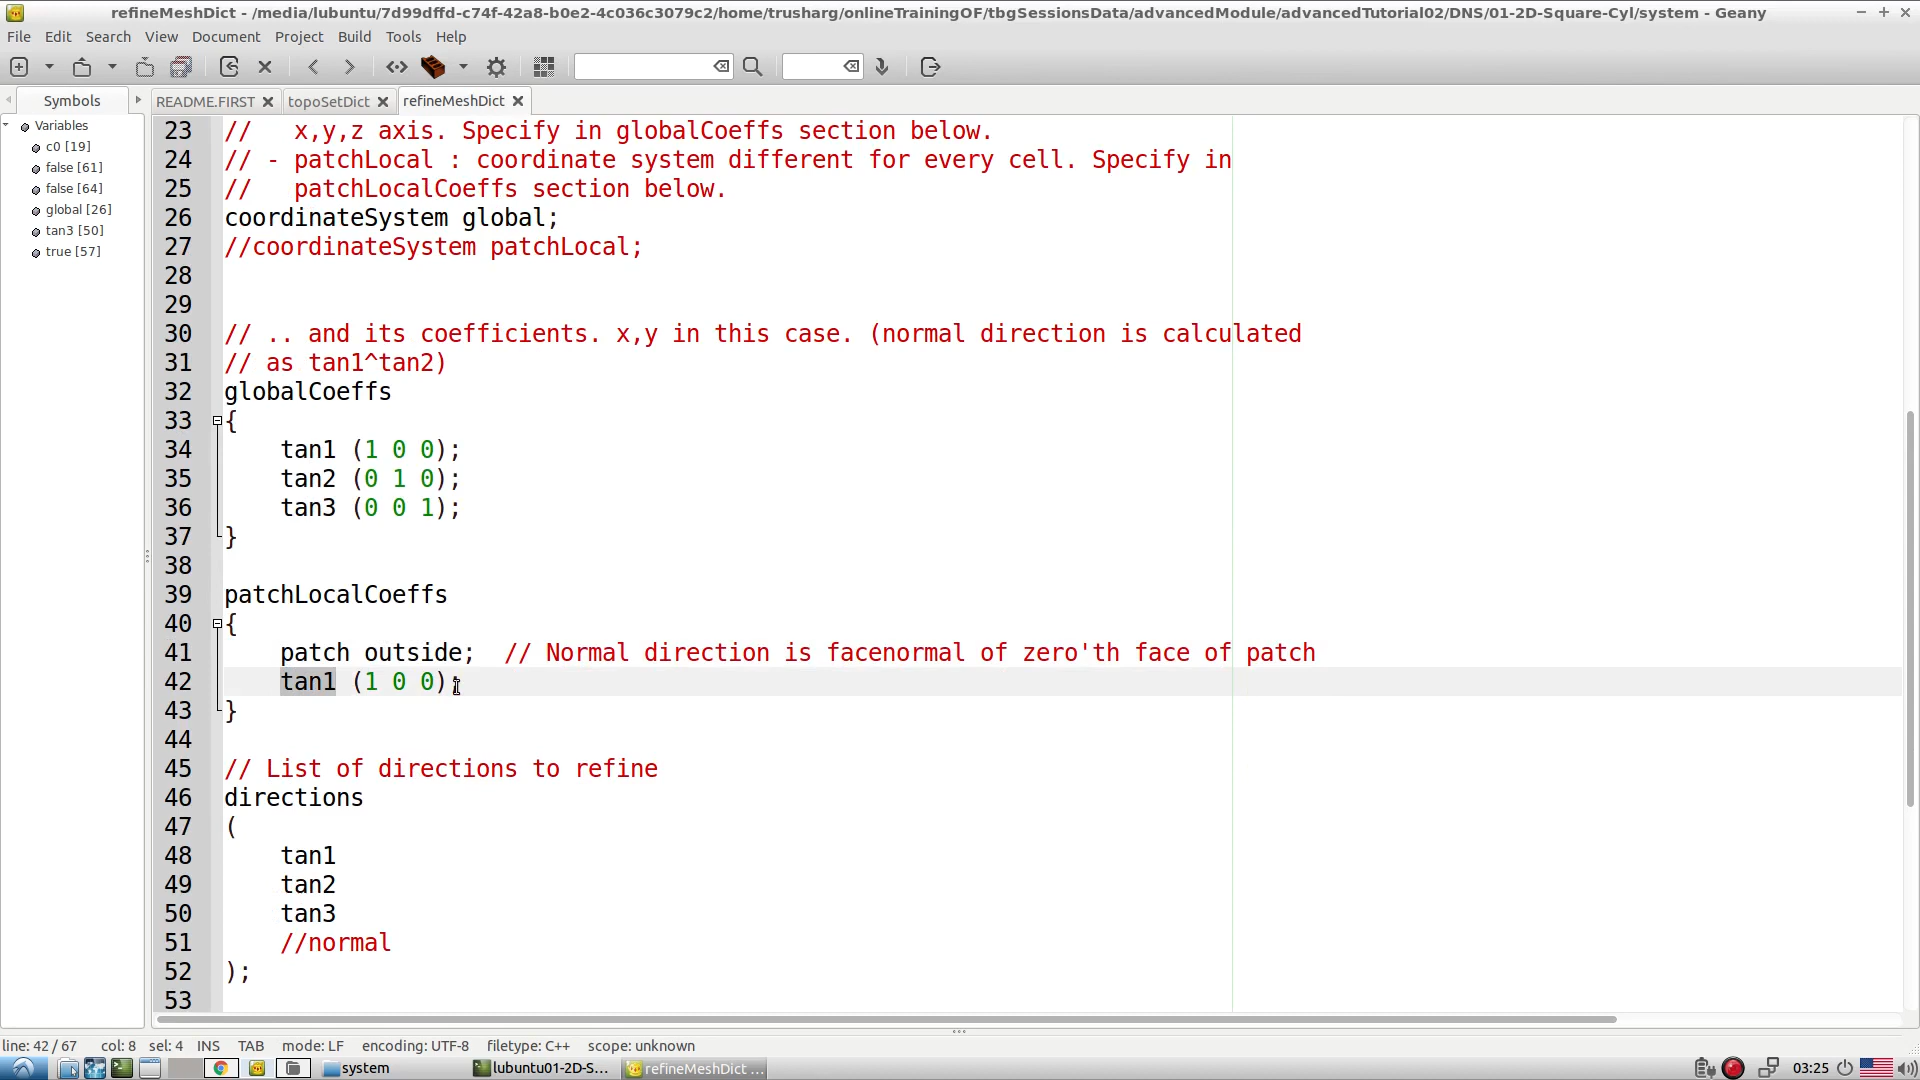 refineMeshDict - /media/lubuntu/7d99dffd-c74f-42a8-b0e2-4c036c3079c2/home/trusharg/onlineTrainingOF/tbgSessionsData/advancedModule/advancedTutorial02/DNS/01-2D-Square-Cyl/system - Geany
File Edit Search View Document Project Build Tools Help
Symbols README.FIRST topoSetDict refineMeshDict
Variables
c0 [19]
false [61]
false [64]
global [26]
tan3 [50]
true [57]
23 //   x,y,z axis. Specify in globalCoeffs section below.
24 // - patchLocal : coordinate system different for every cell. Specify in
25 //   patchLocalCoeffs section below.
26 coordinateSystem global;
27 //coordinateSystem patchLocal;
28
29
30 // .. and its coefficients. x,y in this case. (normal direction is calculated
31 // as tan1^tan2)
32 globalCoeffs
33 {
34     tan1 (1 0 0);
35     tan2 (0 1 0);
36     tan3 (0 0 1);
37 }
38
39 patchLocalCoeffs
40 {
41     patch outside;  // Normal direction is facenormal of zero'th face of patch
42     tan1 (1 0 0);
43 }
44
45 // List of directions to refine
46 directions
47 (
48     tan1
49     tan2
50     tan3
51     //normal
52 );
53
line: 42 / 67 col: 8 sel: 4 INS TAB mode: LF encoding: UTF-8 filetype: C++ scope: unknown
system lubuntu01-2D-S... refineMeshDict ... 03:25